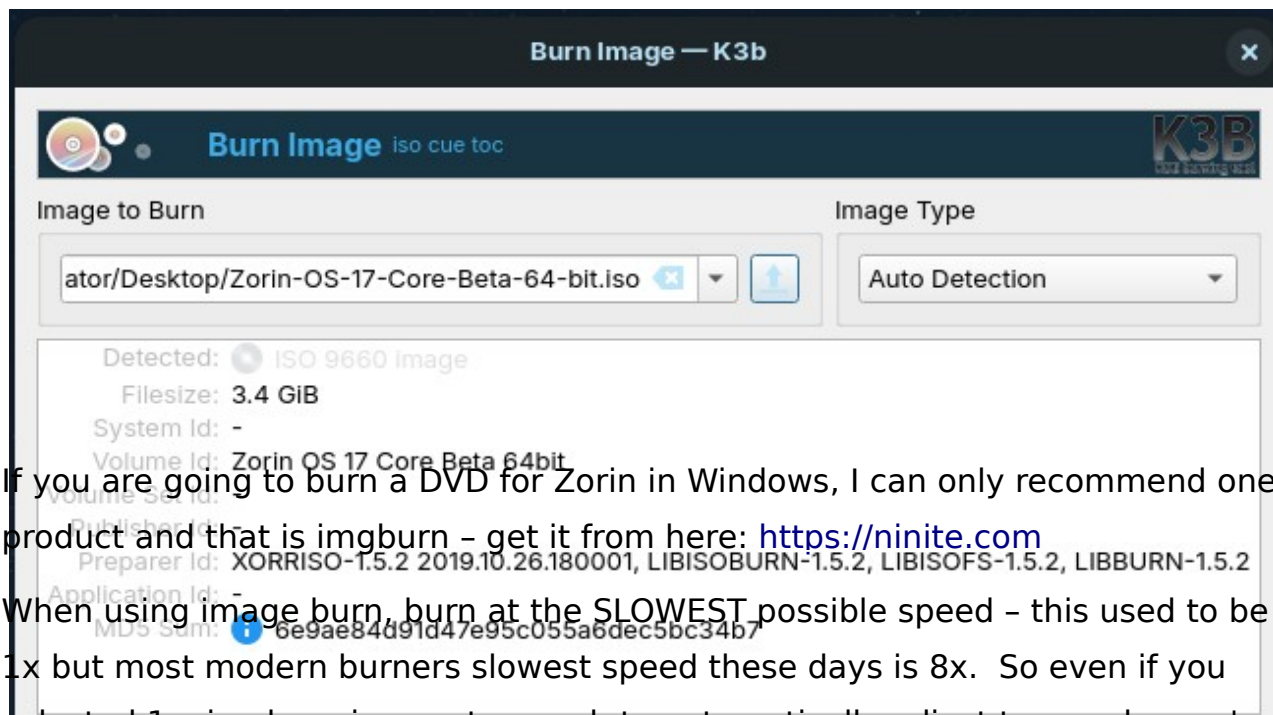 Burn Image — K3b
Burn Image iso cue toc
K3B
Image to Burn
Image Type
ator/Desktop/Zorin-OS-17-Core-Beta-64-bit.iso
Auto Detection
Detected: ISO 9660 Image
Filesize: 3.4 GiB
System Id: -
Volume Id: Zorin OS 17 Core Beta 64bit
If you are going to burn a DVD for Zorin in Windows, I can only recommend one
Volume Set Id: -
Publisher Id: -
product and that is imgburn – get it from here: https://ninite.com
Preparer Id: XORRISO-1.5.2 2019.10.26.180001, LIBISOBURN-1.5.2, LIBISOFS-1.5.2, LIBBURN-1.5.2
Application Id: -
When using image burn, burn at the SLOWEST possible speed – this used to be
MD5 Sum: 6e9ae84d91d47e95c055a6dec5bc34b7
1x but most modern burners slowest speed these days is 8x. So even if you